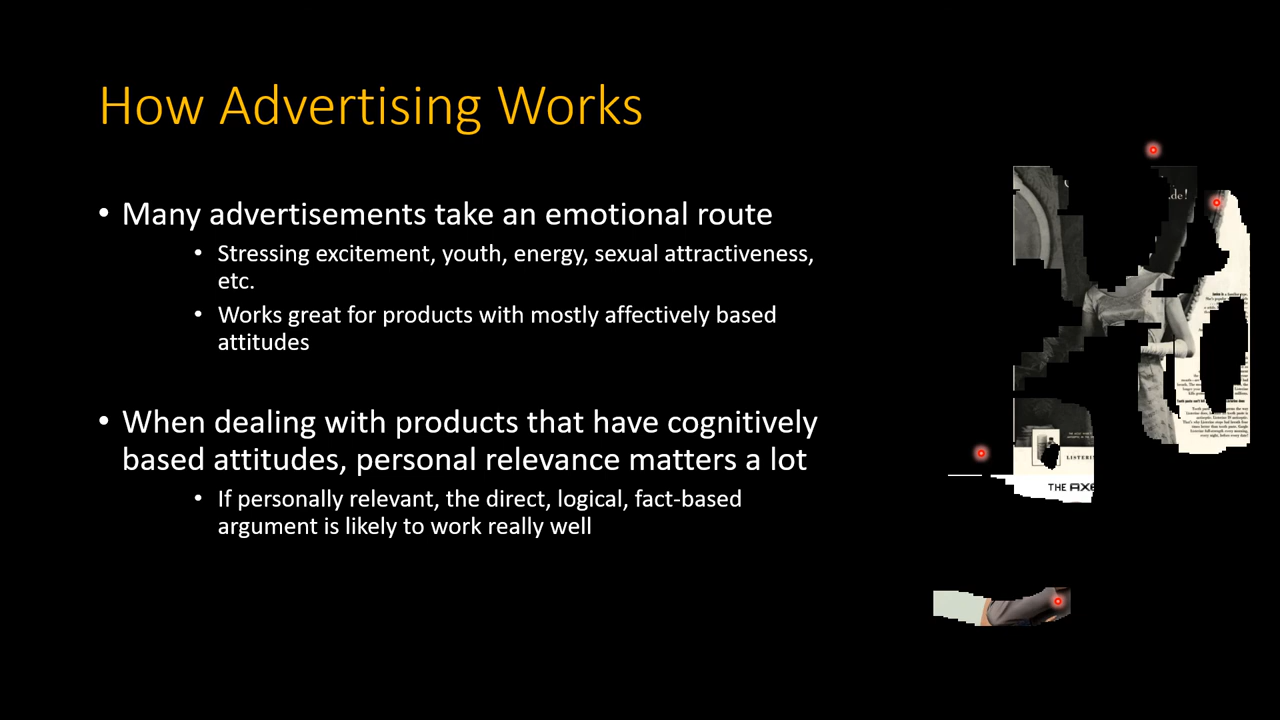 How Advertising Works
• Many advertisements take an emotional route
• Stressing excitement, youth, energy, sexual attractiveness,
etc.
• Works great for products with mostly affectively based
attitudes
• When dealing with products that have cognitively
based attitudes, personal relevance matters a lot
• If personally relevant, the direct, logical, fact-based
argument is likely to work really well
de!
LISTERI
THE AXE